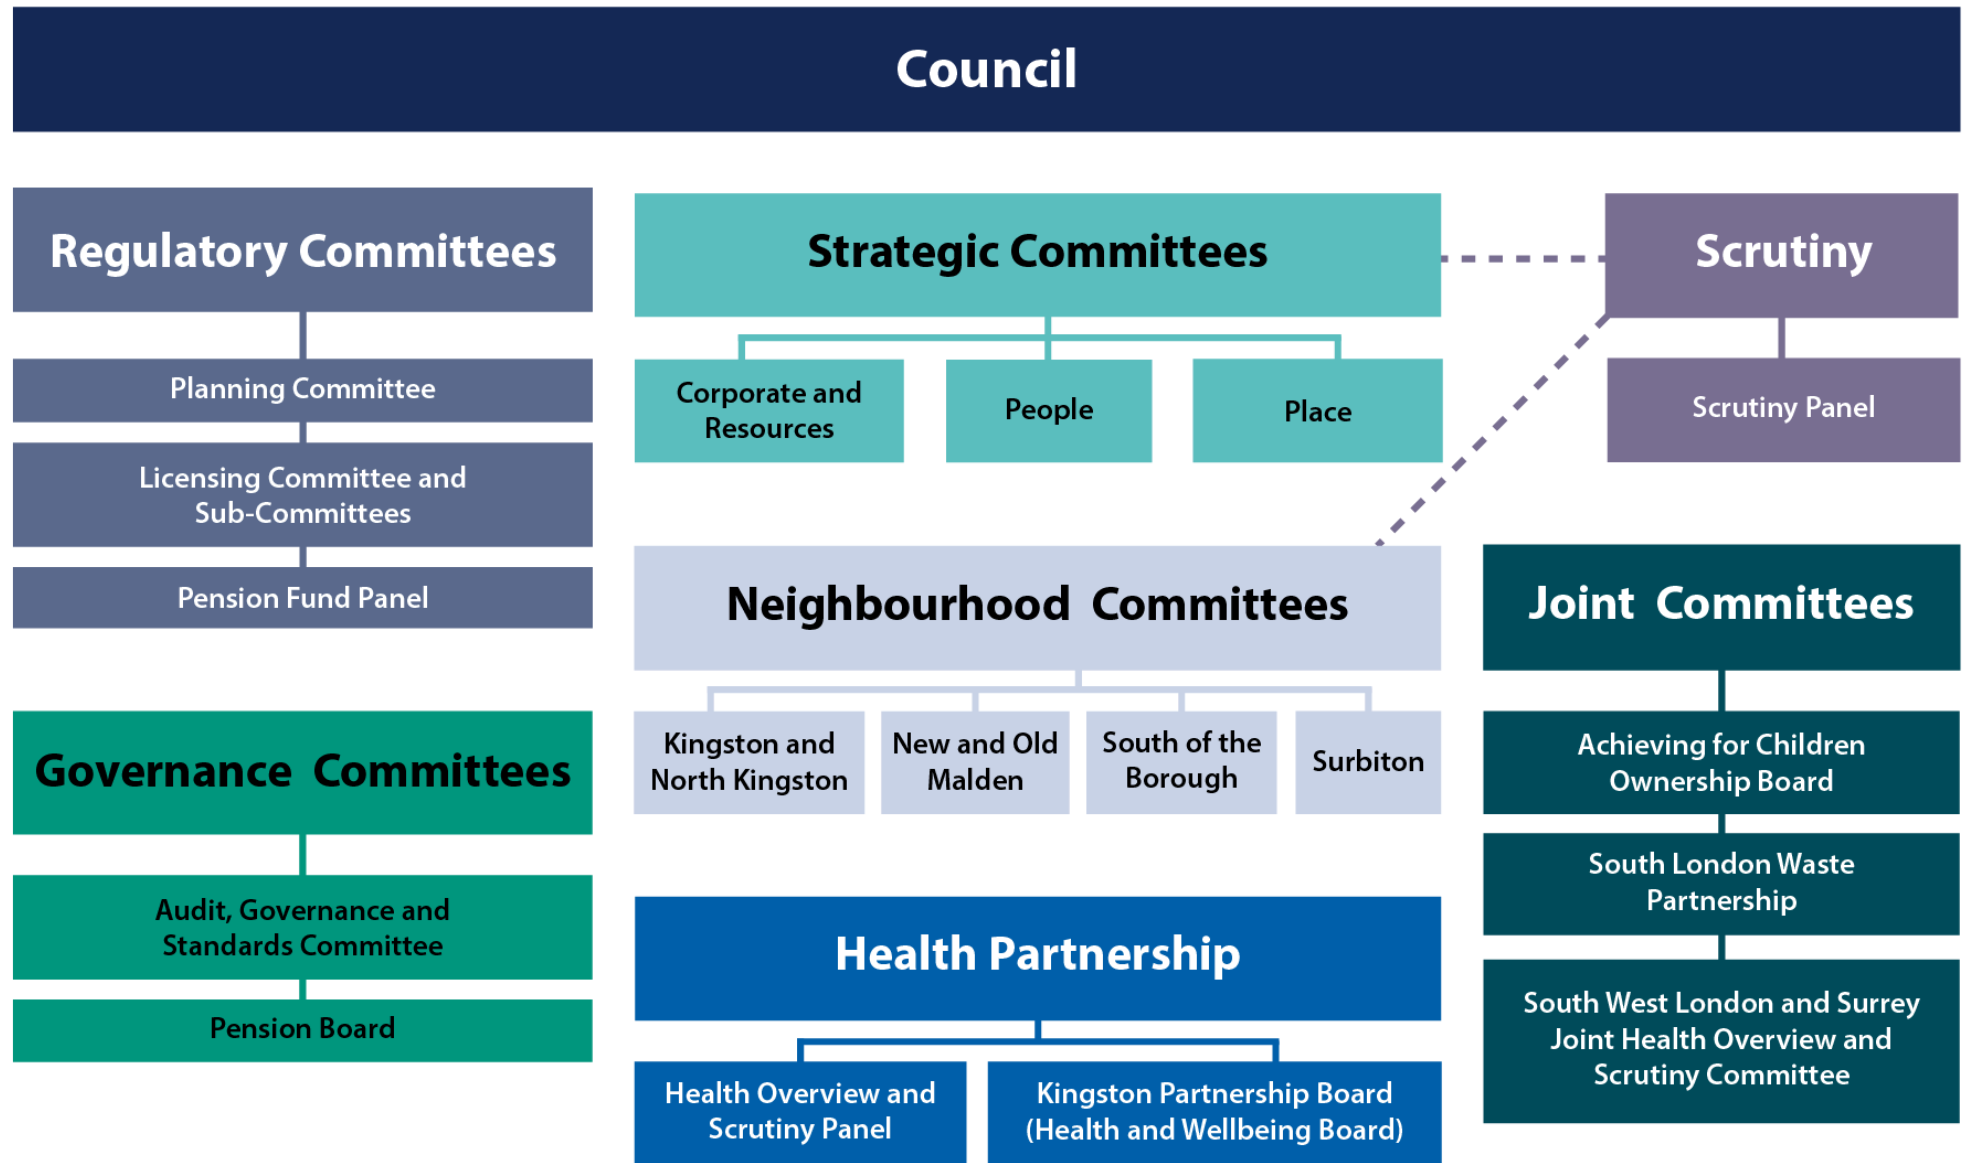 Council
Regulatory Committees
Planning Committee
Licensing Committee and
Sub-Committees
Pension Fund Panel
Governance Committees
Audit, Governance and
Standards Committee
Pension Board
Strategic Committees
Corporate and
Resources
People
Place
Neighbourhood Committees
Kingston and
North Kingston
New and Old
Malden
South of the
Borough
Surbiton
Health Partnership
Health Overview and
Scrutiny Panel
Kingston Partnership Board
(Health and Wellbeing Board)
Scrutiny
Scrutiny Panel
Joint Committees
Achieving for Children
Ownership Board
South London Waste
Partnership
South West London and Surrey
Joint Health Overview and
Scrutiny Committee